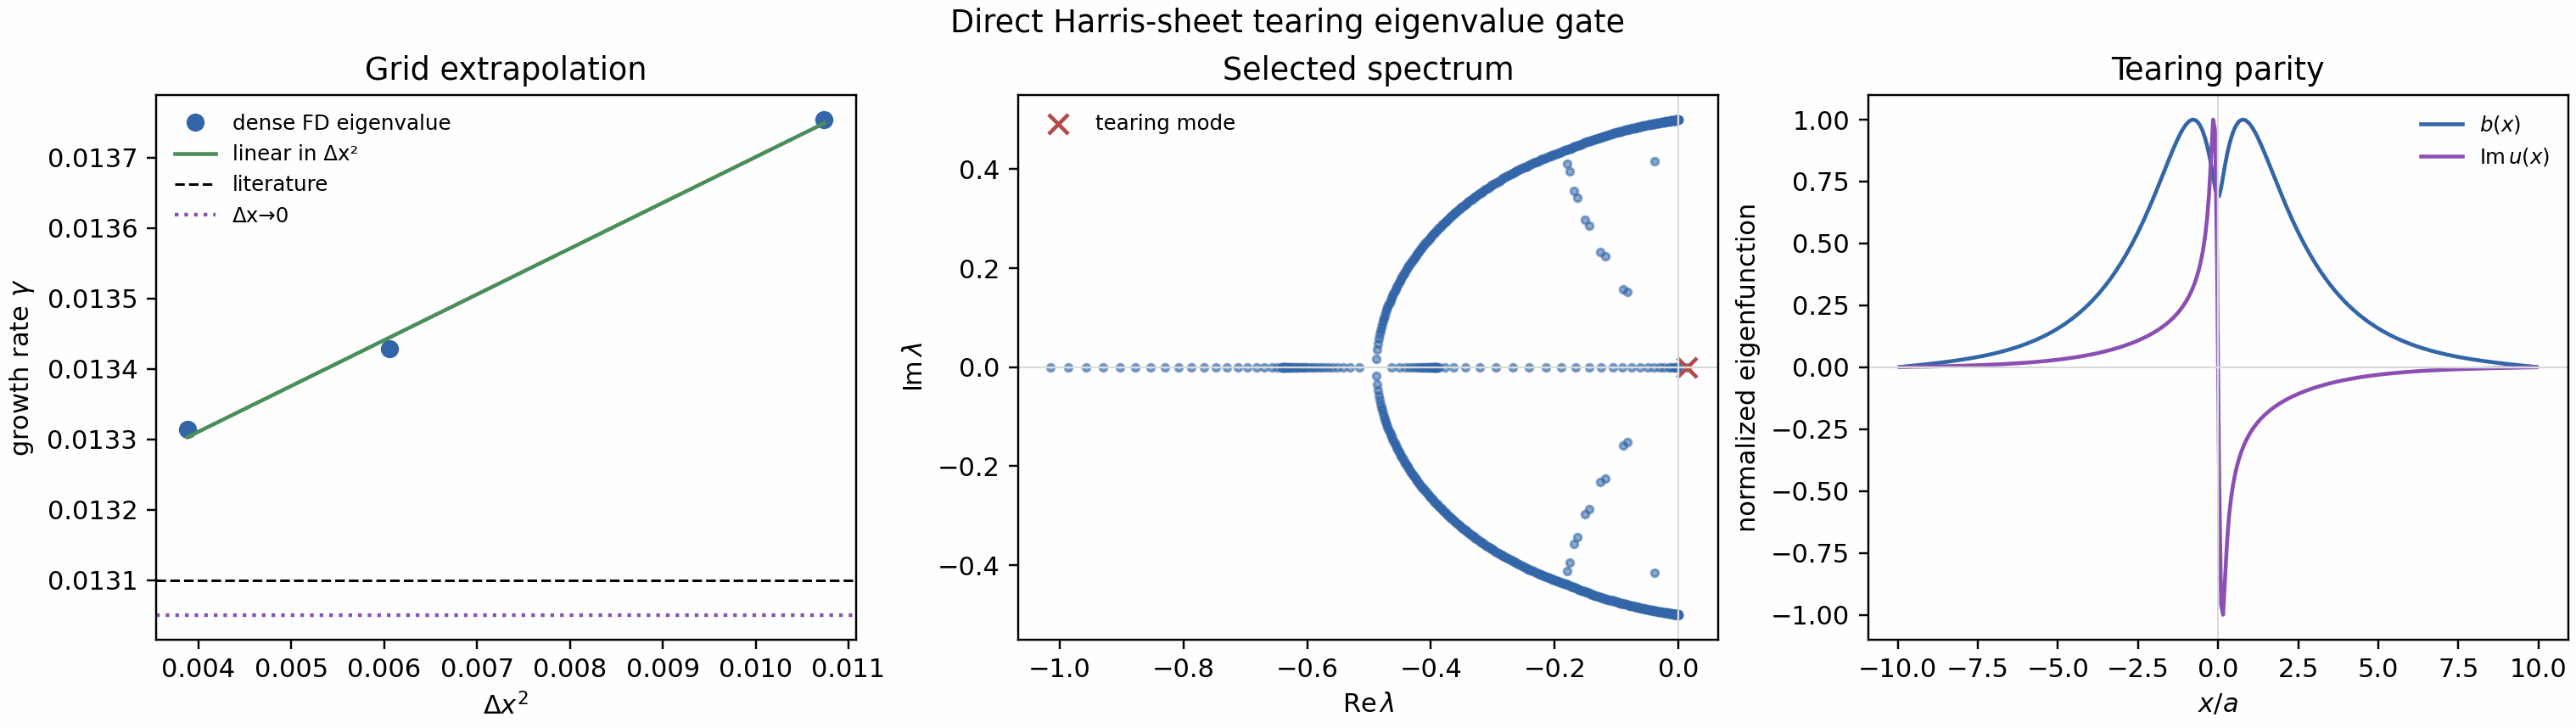 Direct Harris-sheet tearing eigenvalue gate
Grid extrapolation
dense FD eigenvalue
linear in Δx²
literature
Δx→0
growth rate γ
0.0137
0.0136
0.0135
0.0134
0.0133
0.0132
0.0131
0.004 0.005 0.006 0.007 0.008 0.009 0.010 0.011
Δx²
Selected spectrum
tearing mode
Im λ
0.4
0.2
0.0
−0.2
−0.4
−1.0 −0.8 −0.6 −0.4 −0.2 0.0
Re λ
Tearing parity
b(x)
Im u(x)
normalized eigenfunction
1.00
0.75
0.50
0.25
0.00
−0.25
−0.50
−0.75
−1.00
−10.0 −7.5 −5.0 −2.5 0.0 2.5 5.0 7.5 10.0
x/a